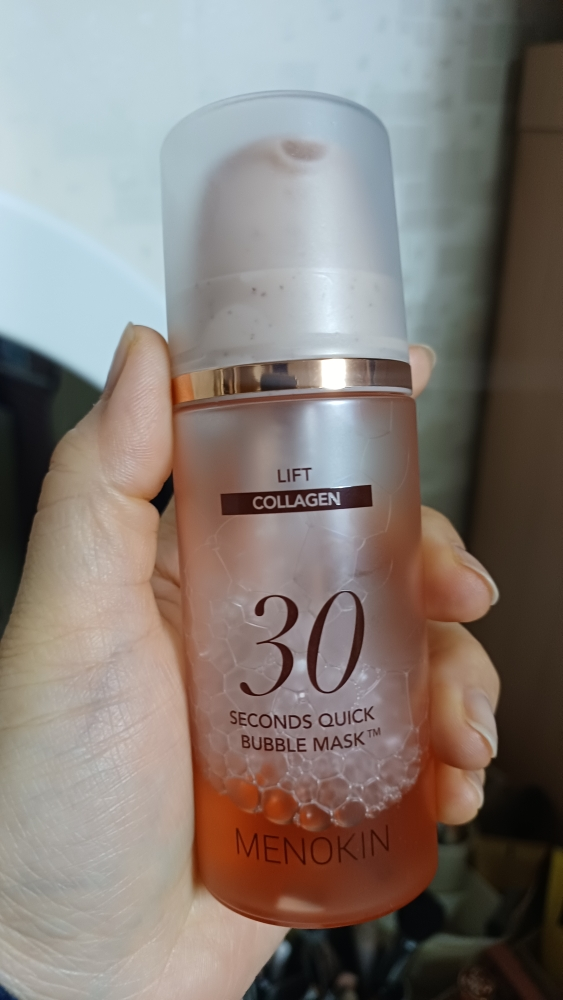 LIFT
COLLAGEN
30
SECONDS QUICK
BUBBLE MASK™
MENOKIN